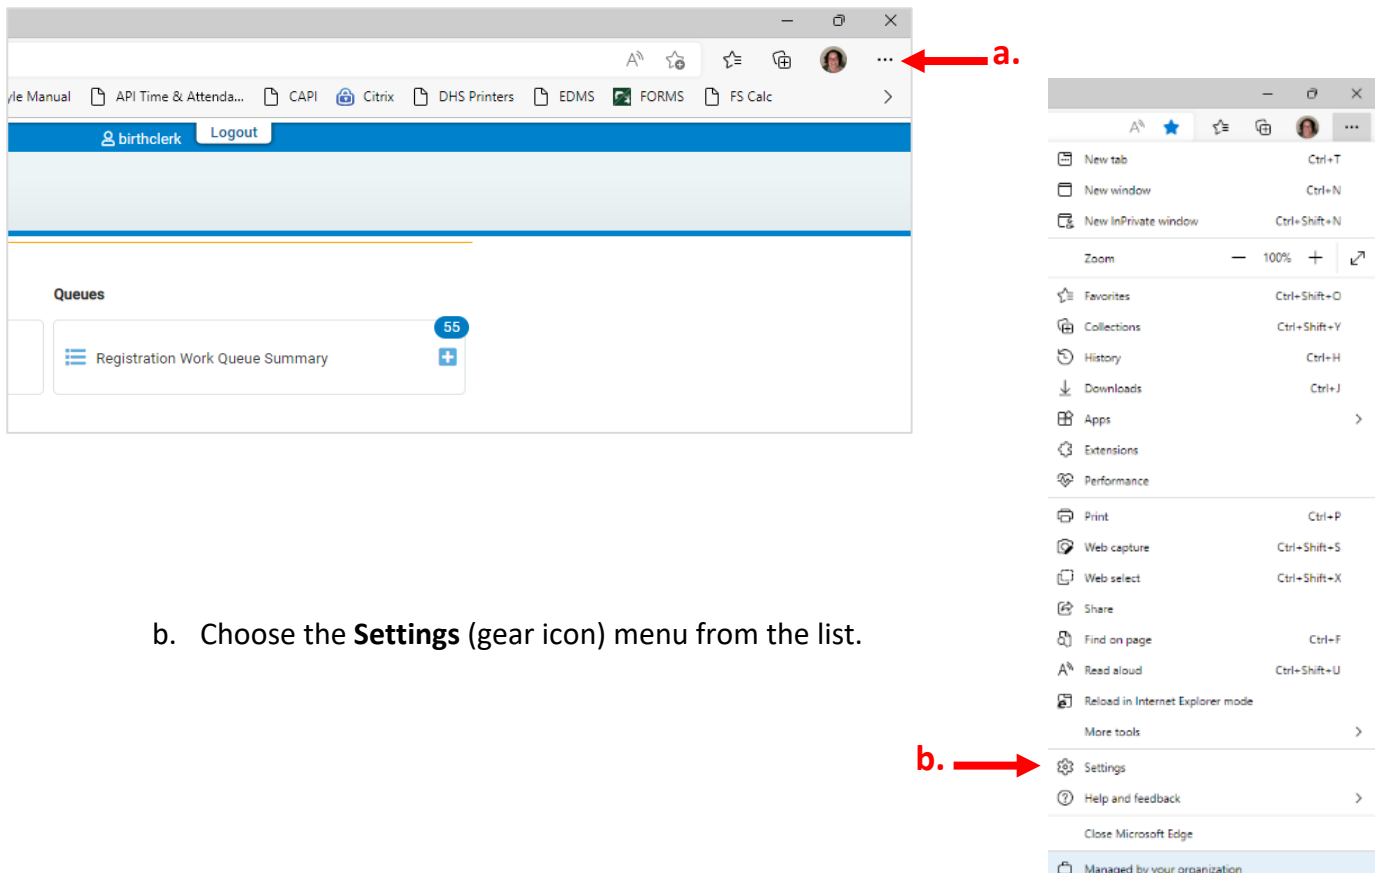 a.
yle Manual API Time & Attenda... CAPI Citrix DHS Printers EDMS FORMS FS Calc
birthclerk Logout
Queues
55
Registration Work Queue Summary
b. Choose the Settings (gear icon) menu from the list.
New tab Ctrl+T
New window Ctrl+N
New InPrivate window Ctrl+Shift+N
Zoom — 100% +
Favorites Ctrl+Shift+O
Collections Ctrl+Shift+Y
History Ctrl+H
Downloads Ctrl+J
Apps
Extensions
Performance
Print Ctrl+P
Web capture Ctrl+Shift+S
Web select Ctrl+Shift+X
Share
Find on page Ctrl+F
Read aloud Ctrl+Shift+U
Reload in Internet Explorer mode
More tools
b.
Settings
Help and feedback
Close Microsoft Edge
Managed by your organization